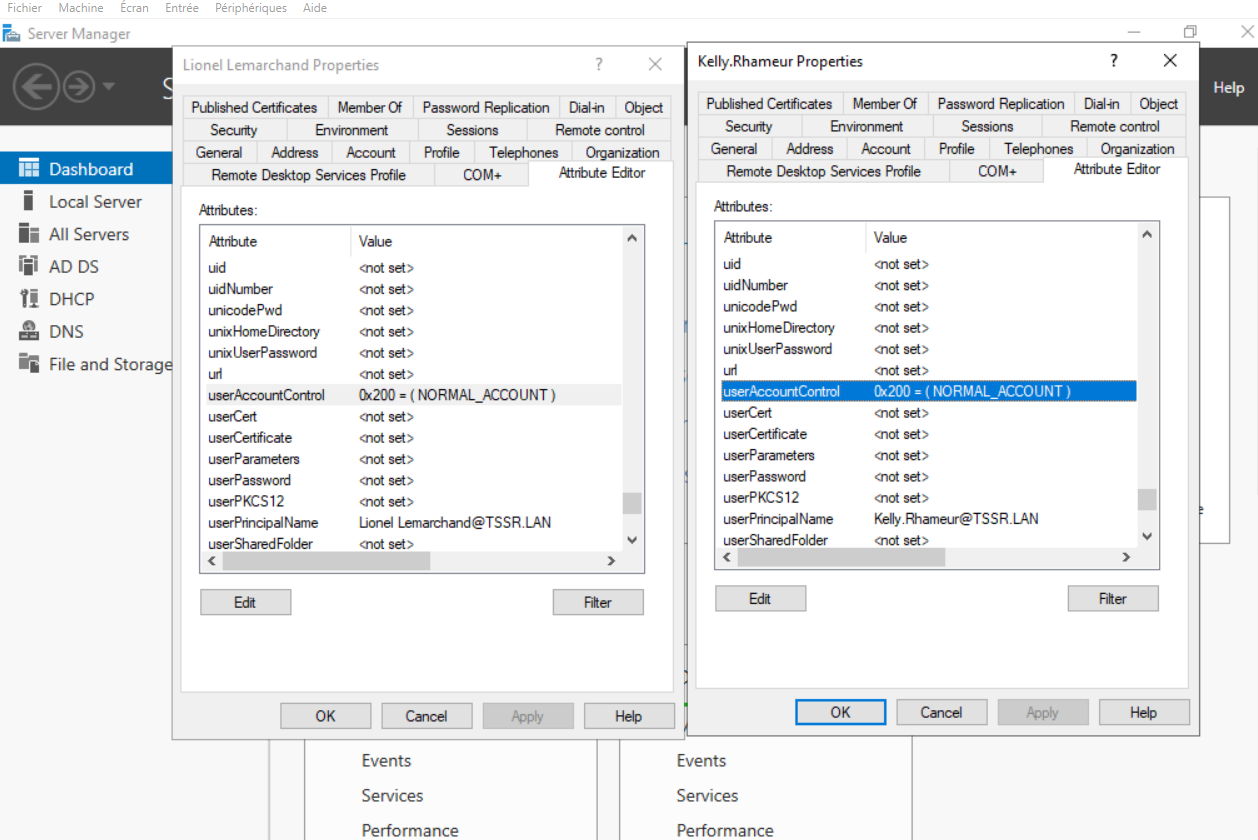 Fichier Machine Écran Entrée Périphériques Aide
Server Manager
Help
Dashboard
Local Server
All Servers
AD DS
DHCP
DNS
File and Storage
Lionel Lemarchand Properties
Published Certificates Member Of Password Replication Dial-in Object
Security Environment Sessions Remote control
General Address Account Profile Telephones Organization
Remote Desktop Services Profile COM+ Attribute Editor
Attributes:
Attribute Value
uid <not set>
uidNumber <not set>
unicodePwd <not set>
unixHomeDirectory <not set>
unixUserPassword <not set>
url <not set>
userAccountControl 0x200 = ( NORMAL_ACCOUNT )
userCert <not set>
userCertificate <not set>
userParameters <not set>
userPassword <not set>
userPKCS12 <not set>
userPrincipalName Lionel Lemarchand@TSSR.LAN
userSharedFolder <not set>
Edit Filter
OK Cancel Apply Help
Kelly.Rhameur Properties
Published Certificates Member Of Password Replication Dial-in Object
Security Environment Sessions Remote control
General Address Account Profile Telephones Organization
Remote Desktop Services Profile COM+ Attribute Editor
Attributes:
Attribute Value
uid <not set>
uidNumber <not set>
unicodePwd <not set>
unixHomeDirectory <not set>
unixUserPassword <not set>
url <not set>
userAccountControl 0x200 = ( NORMAL_ACCOUNT )
userCert <not set>
userCertificate <not set>
userParameters <not set>
userPassword <not set>
userPKCS12 <not set>
userPrincipalName Kelly.Rhameur@TSSR.LAN
userSharedFolder <not set>
Edit Filter
OK Cancel Apply Help
Events
Services
Performance
Events
Services
Performance